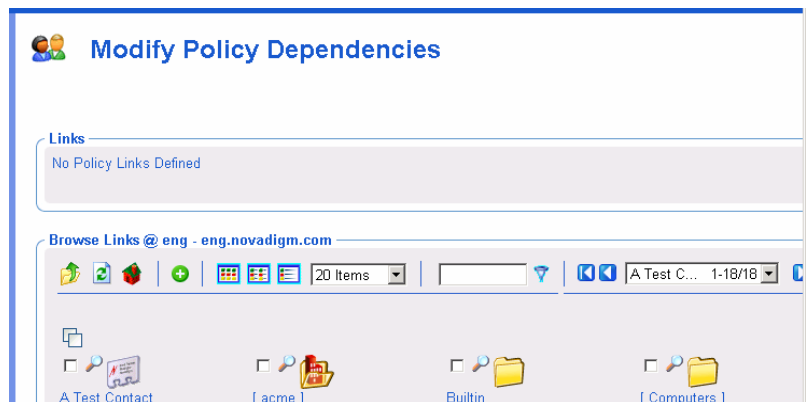 Modify Policy Dependencies
Links
No Policy Links Defined
Browse Links @ eng - eng.novadigm.com
20 Items
A Test C... 1-18/18
A Test Contact [ acme ] Builtin [ Computers ]